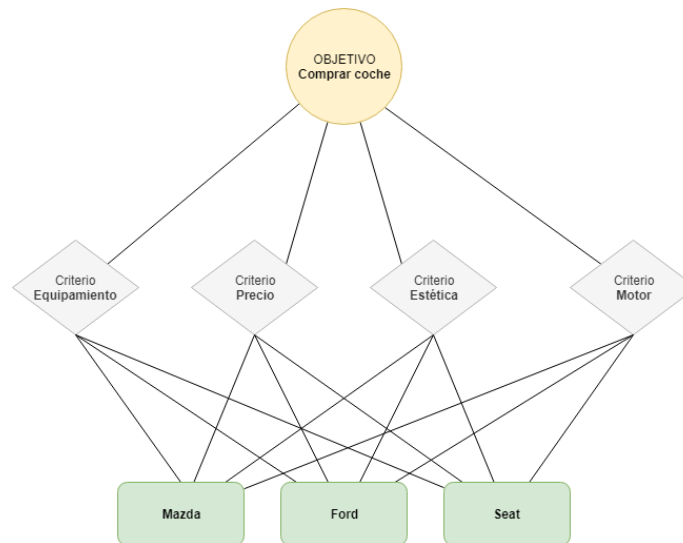 OBJETIVO
Comprar coche
Criterio
Equipamiento
Criterio
Precio
Criterio
Estética
Criterio
Motor
Mazda
Ford
Seat